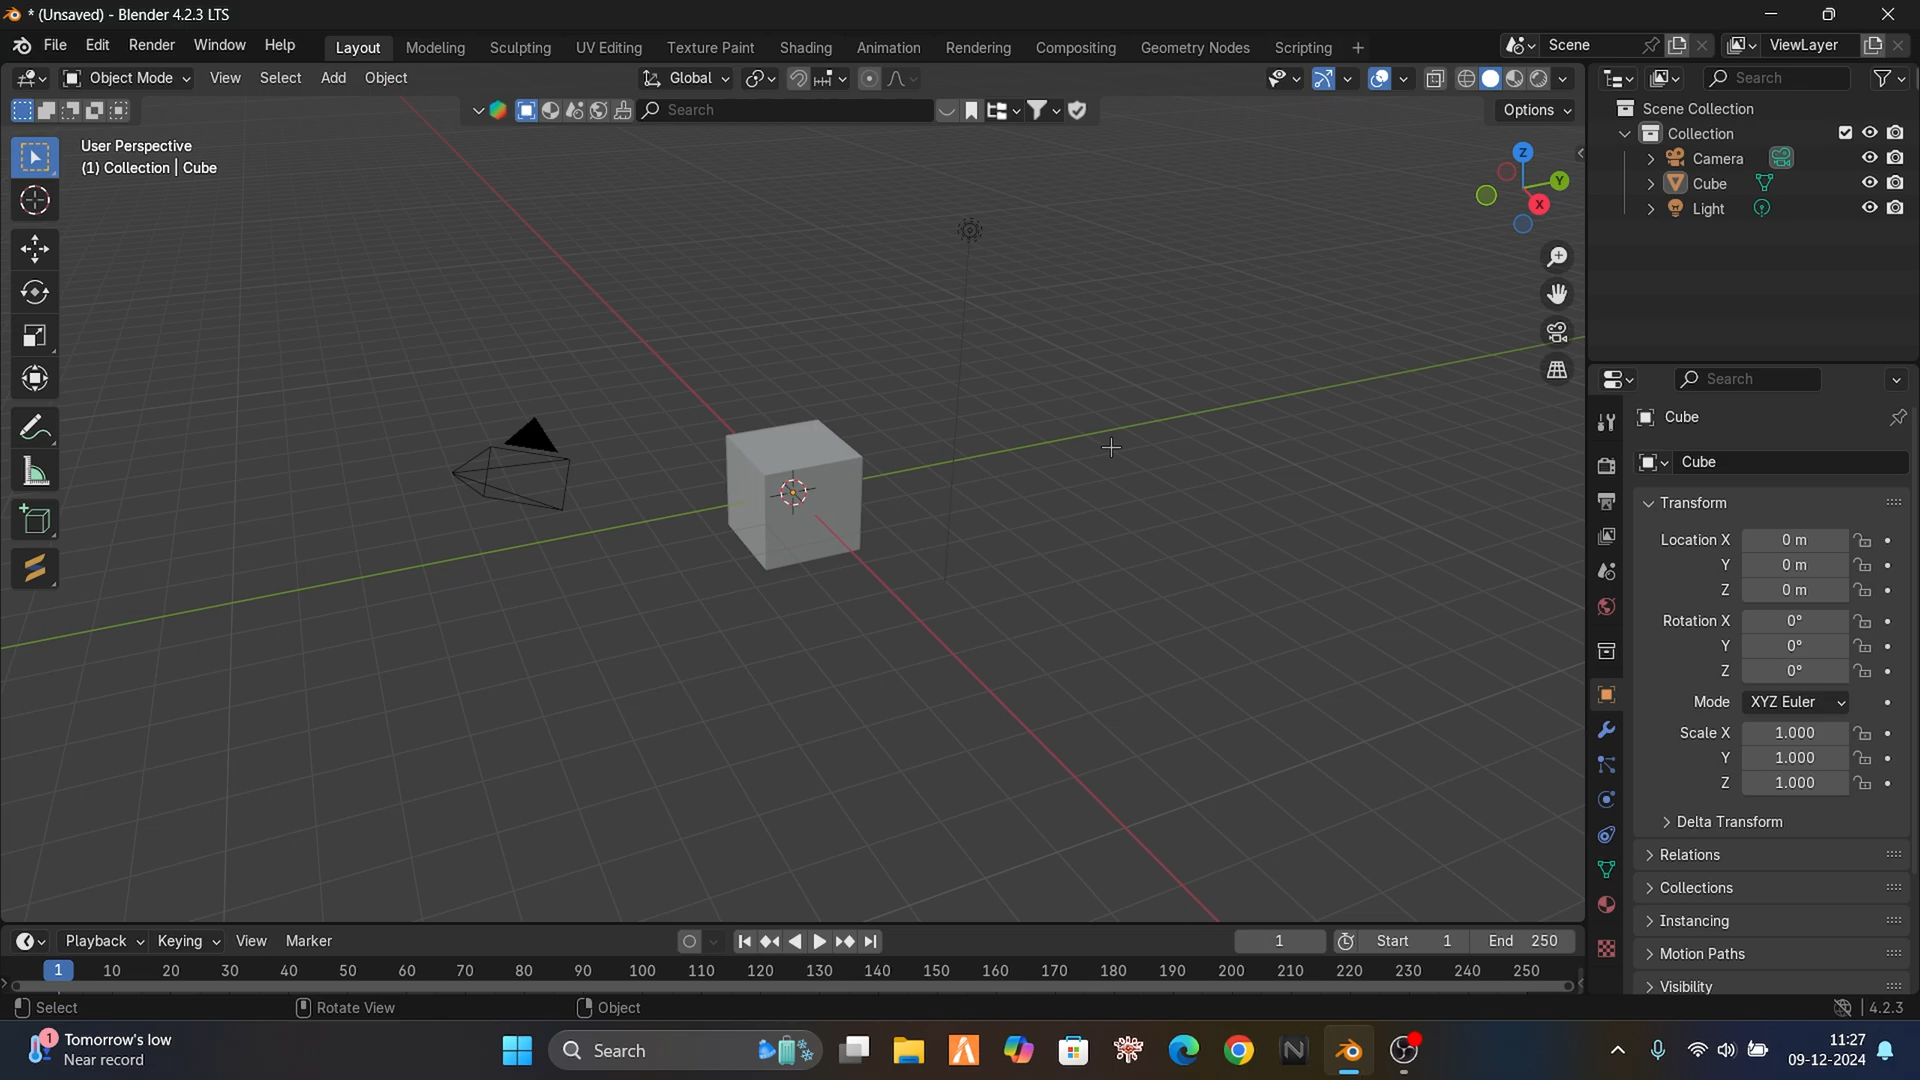 * (Unsaved) - Blender 4.2.3 LTS
File Edit Render Window Help Layout Modeling Sculpting UV Editing Texture Paint Shading Animation Rendering Compositing Geometry Nodes Scripting + Scene ViewLayer
Object Mode View Select Add Object Global Search
Search Options
User Perspective
(1) Collection | Cube
Z
Y
X
Scene Collection
Collection
Camera
Cube
Light
Search
Cube
Cube
Transform
Location X 0 m
Y 0 m
Z 0 m
Rotation X 0°
Y 0°
Z 0°
Mode XYZ Euler
Scale X 1.000
Y 1.000
Z 1.000
Delta Transform
Relations
Collections
Instancing
Motion Paths
Visibility
Playback Keying View Marker 1 Start 1 End 250
1 10 20 30 40 50 60 70 80 90 100 110 120 130 140 150 160 170 180 190 200 210 220 230 240 250
Select Rotate View Object 4.2.3
1 Tomorrow's low
Near record
Search
11:27
09-12-2024